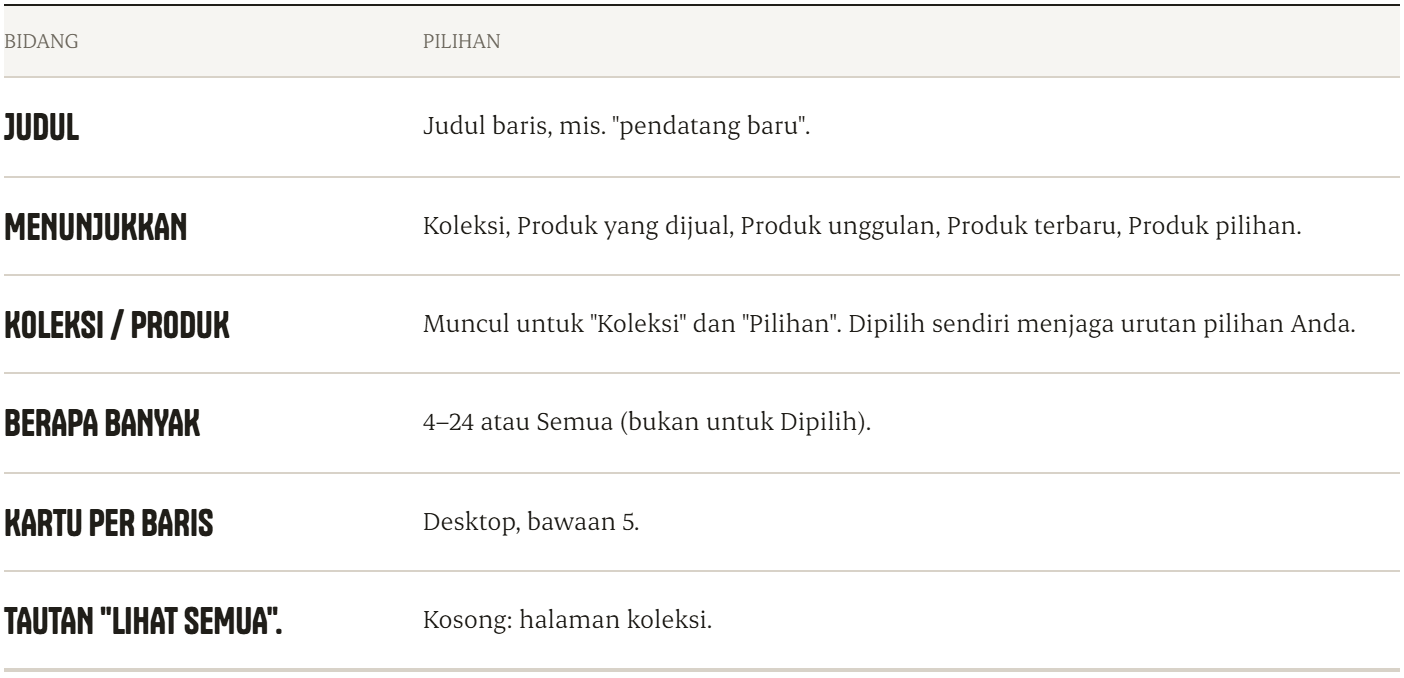 BIDANG PILIHAN
JUDUL Judul baris, mis. "pendatang baru".
MENUNJUKKAN Koleksi, Produk yang dijual, Produk unggulan, Produk terbaru, Produk pilihan.
KOLEKSI / PRODUK Muncul untuk "Koleksi" dan "Pilihan". Dipilih sendiri menjaga urutan pilihan Anda.
BERAPA BANYAK 4–24 atau Semua (bukan untuk Dipilih).
KARTU PER BARIS Desktop, bawaan 5.
TAUTAN "LIHAT SEMUA". Kosong: halaman koleksi.